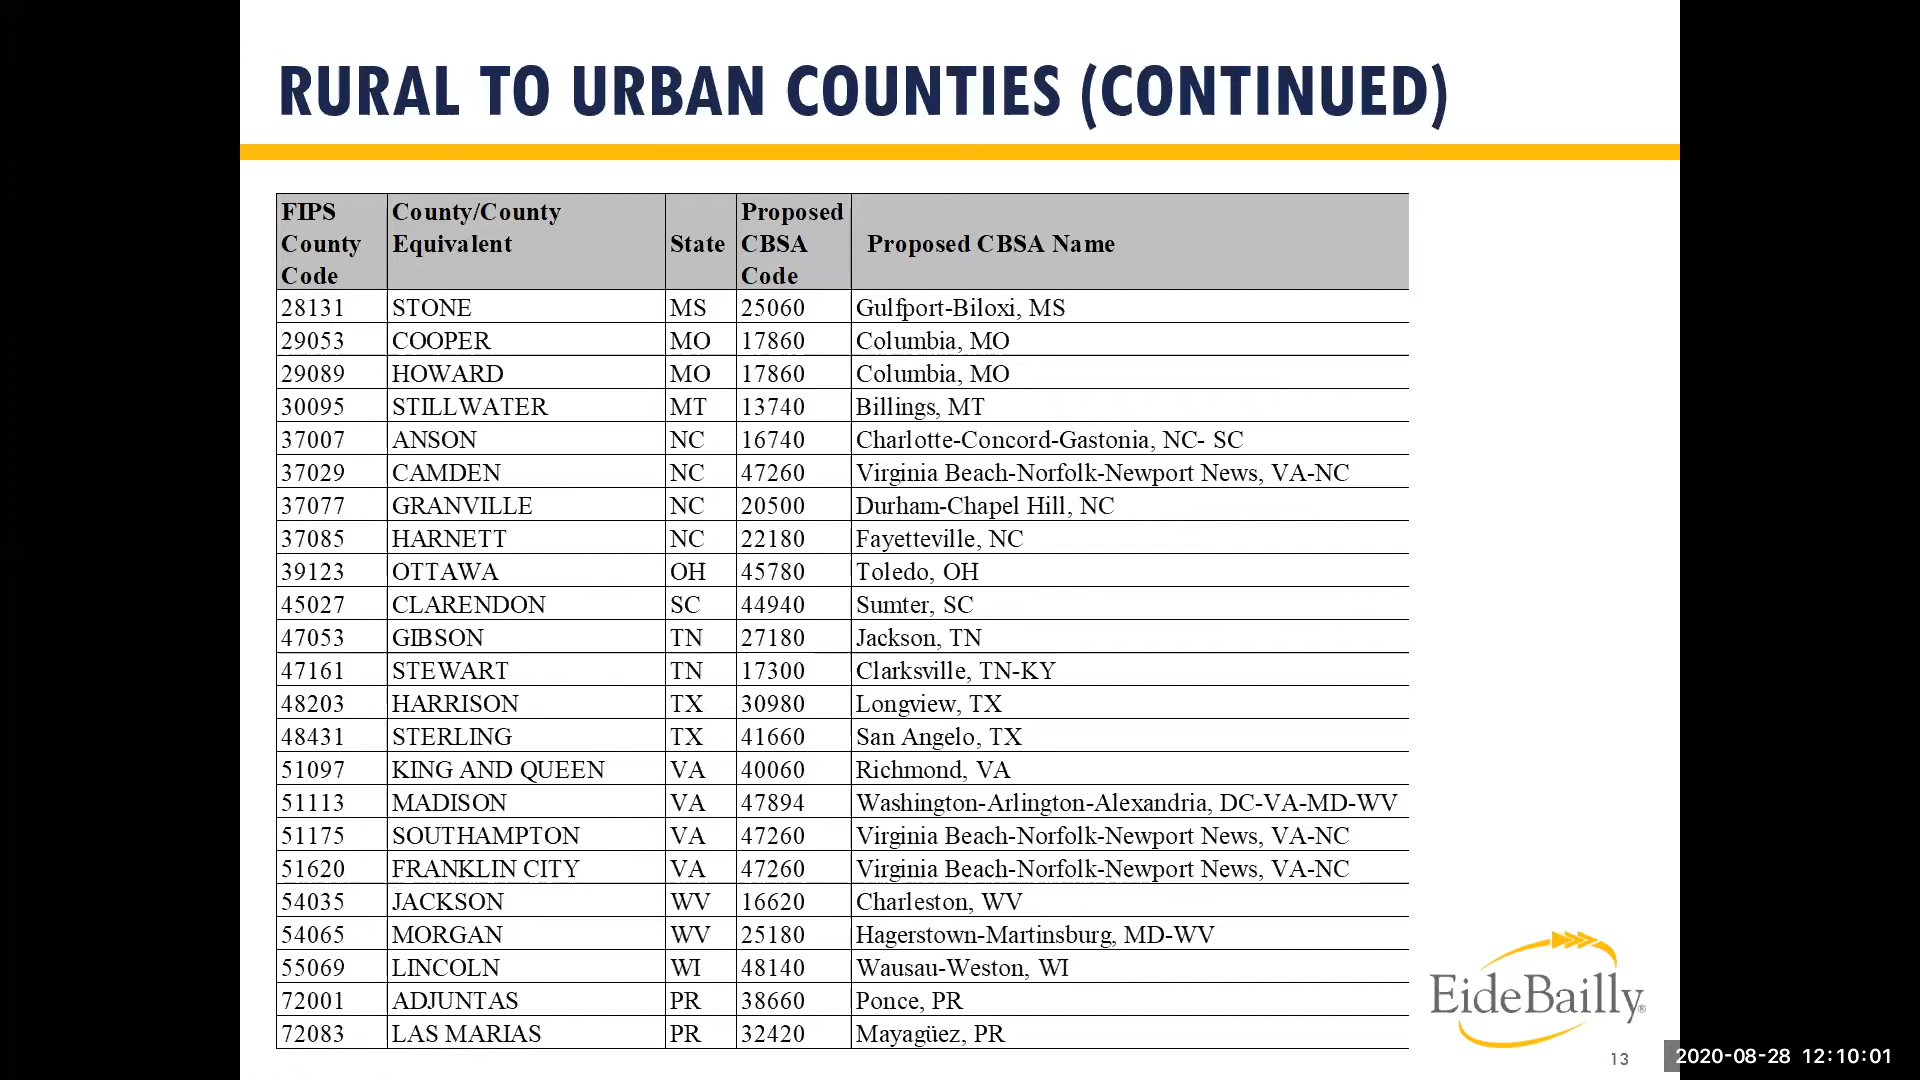 RURAL TO URBAN COUNTIES (CONTINUED)
FIPS County Code County/County Equivalent State Proposed CBSA Code Proposed CBSA Name
28131 STONE MS 25060 Gulfport-Biloxi, MS
29053 COOPER MO 17860 Columbia, MO
29089 HOWARD MO 17860 Columbia, MO
30095 STILLWATER MT 13740 Billings, MT
37007 ANSON NC 16740 Charlotte-Concord-Gastonia, NC- SC
37029 CAMDEN NC 47260 Virginia Beach-Norfolk-Newport News, VA-NC
37077 GRANVILLE NC 20500 Durham-Chapel Hill, NC
37085 HARNETT NC 22180 Fayetteville, NC
39123 OTTAWA OH 45780 Toledo, OH
45027 CLARENDON SC 44940 Sumter, SC
47053 GIBSON TN 27180 Jackson, TN
47161 STEWART TN 17300 Clarksville, TN-KY
48203 HARRISON TX 30980 Longview, TX
48431 STERLING TX 41660 San Angelo, TX
51097 KING AND QUEEN VA 40060 Richmond, VA
51113 MADISON VA 47894 Washington-Arlington-Alexandria, DC-VA-MD-WV
51175 SOUTHAMPTON VA 47260 Virginia Beach-Norfolk-Newport News, VA-NC
51620 FRANKLIN CITY VA 47260 Virginia Beach-Norfolk-Newport News, VA-NC
54035 JACKSON WV 16620 Charleston, WV
54065 MORGAN WV 25180 Hagerstown-Martinsburg, MD-WV
55069 LINCOLN WI 48140 Wausau-Weston, WI
72001 ADJUNTAS PR 38660 Ponce, PR
72083 LAS MARIAS PR 32420 Mayagüez, PR
EideBailly®
13
2020-08-28 12:10:01